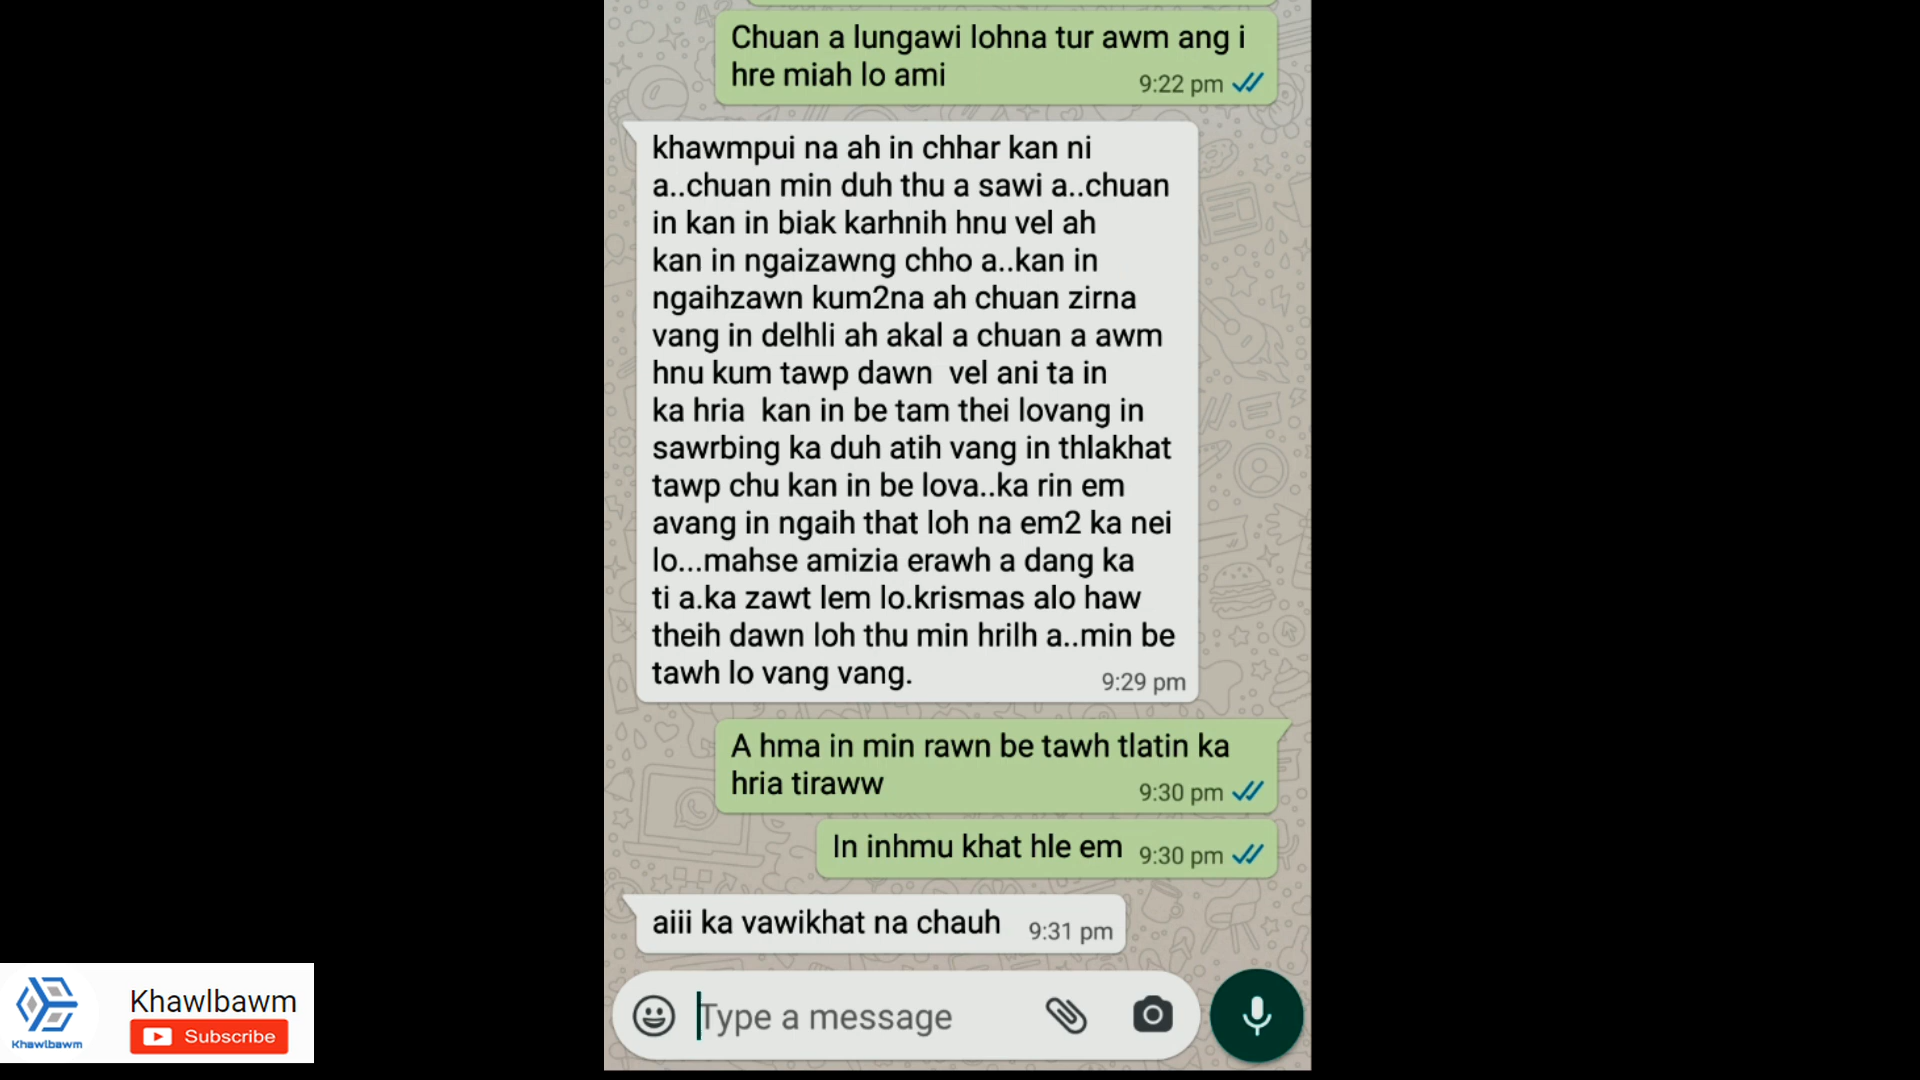 Chuan a lungawi lohna tur awm ang i
hre miah lo ami
9:22 pm
khawmpui na ah in chhar kan ni
a..chuan min duh thu a sawi a..chuan
in kan in biak karhnih hnu vel ah
kan in ngaizawng chho a..kan in
ngaihzawn kum2na ah chuan zirna
vang in delhli ah akal a chuan a awm
hnu kum tawp dawn  vel ani ta in
ka hria  kan in be tam thei lovang in
sawrbing ka duh atih vang in thlakhat
tawp chu kan in be lova..ka rin em
avang in ngaih that loh na em2 ka nei
lo...mahse amizia erawh a dang ka
ti a.ka zawt lem lo.krismas alo haw
theih dawn loh thu min hrilh a..min be
tawh lo vang vang.
9:29 pm
A hma in min rawn be tawh tlatin ka
hria tiraww
9:30 pm
In inhmu khat hle em
9:30 pm
aiii ka vawikhat na chauh
9:31 pm
Type a message
Khawlbawm
Khawlbawm
Subscribe